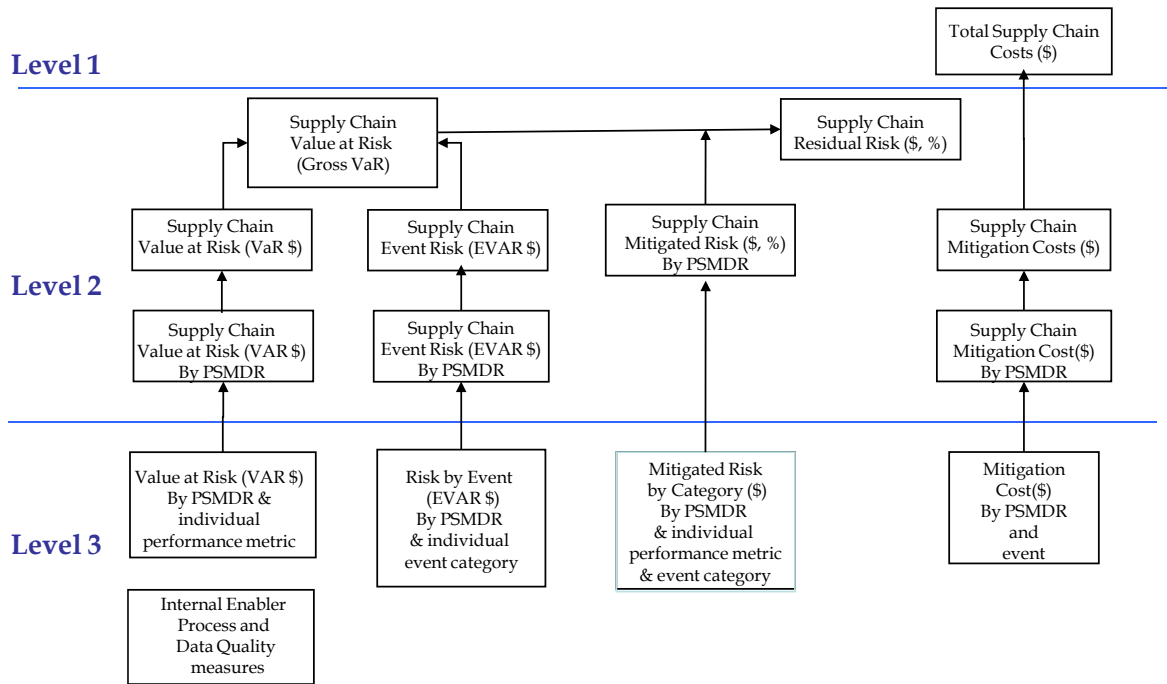 Level 1
Total Supply Chain
Costs ($)
Supply Chain
Value at Risk
(Gross VaR)
Supply Chain
Residual Risk ($, %)
Level 2
Supply Chain
Value at Risk (VaR $)
Supply Chain
Event Risk (EVAR $)
Supply Chain
Mitigated Risk ($, %)
By PSMDR
Supply Chain
Mitigation Costs ($)
Supply Chain
Value at Risk (VAR $)
By PSMDR
Supply Chain
Event Risk (EVAR $)
By PSMDR
Supply Chain
Mitigation Cost($)
By PSMDR
Level 3
Value at Risk (VAR $)
By PSMDR &
individual
performance metric
Risk by Event
(EVAR $)
By PSMDR
& individual
event category
Mitigated Risk
by Category ($)
By PSMDR
& individual
performance metric
& event category
Mitigation
Cost($)
By PSMDR
and
event
Internal Enabler
Process and
Data Quality
measures